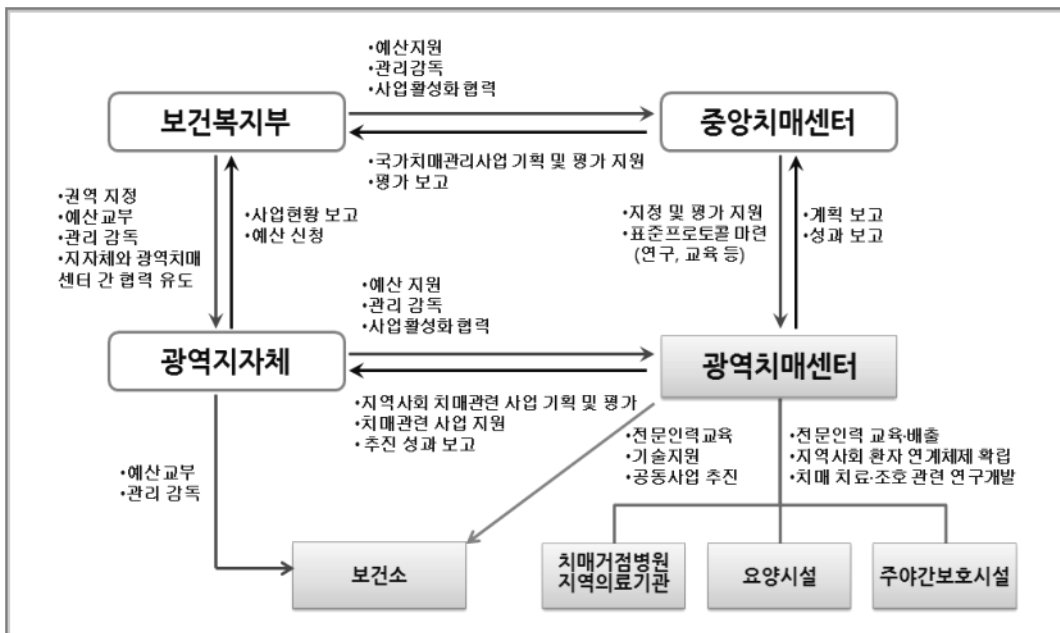 •예산지원
•관리감독
•사업활성화 협력
보건복지부
중앙치매센터
•국가치매관리사업 기획 및 평가 지원
•평가 보고
•권역 지정
•예산교부
•관리 감독
•지자체와 광역치매
센터 간 협력 유도
•사업현황 보고
•예산 신청
•지정 및 평가 지원
•표준프로토콜 마련
(연구, 교육 등)
•계획 보고
•성과 보고
•예산 지원
•관리 감독
•사업활성화 협력
광역지자체
광역치매센터
•지역사회 치매관련 사업 기획 및 평가
•치매관련 사업 지원
•추진 성과 보고
•전문인력교육
•기술지원
•공동사업 추진
•전문인력 교육·배출
•지역사회 환자 연계체제 확립
•치매 치료·조호 관련 연구개발
•예산교부
•관리 감독
보건소
치매거점병원
지역의료기관
요양시설
주야간보호시설